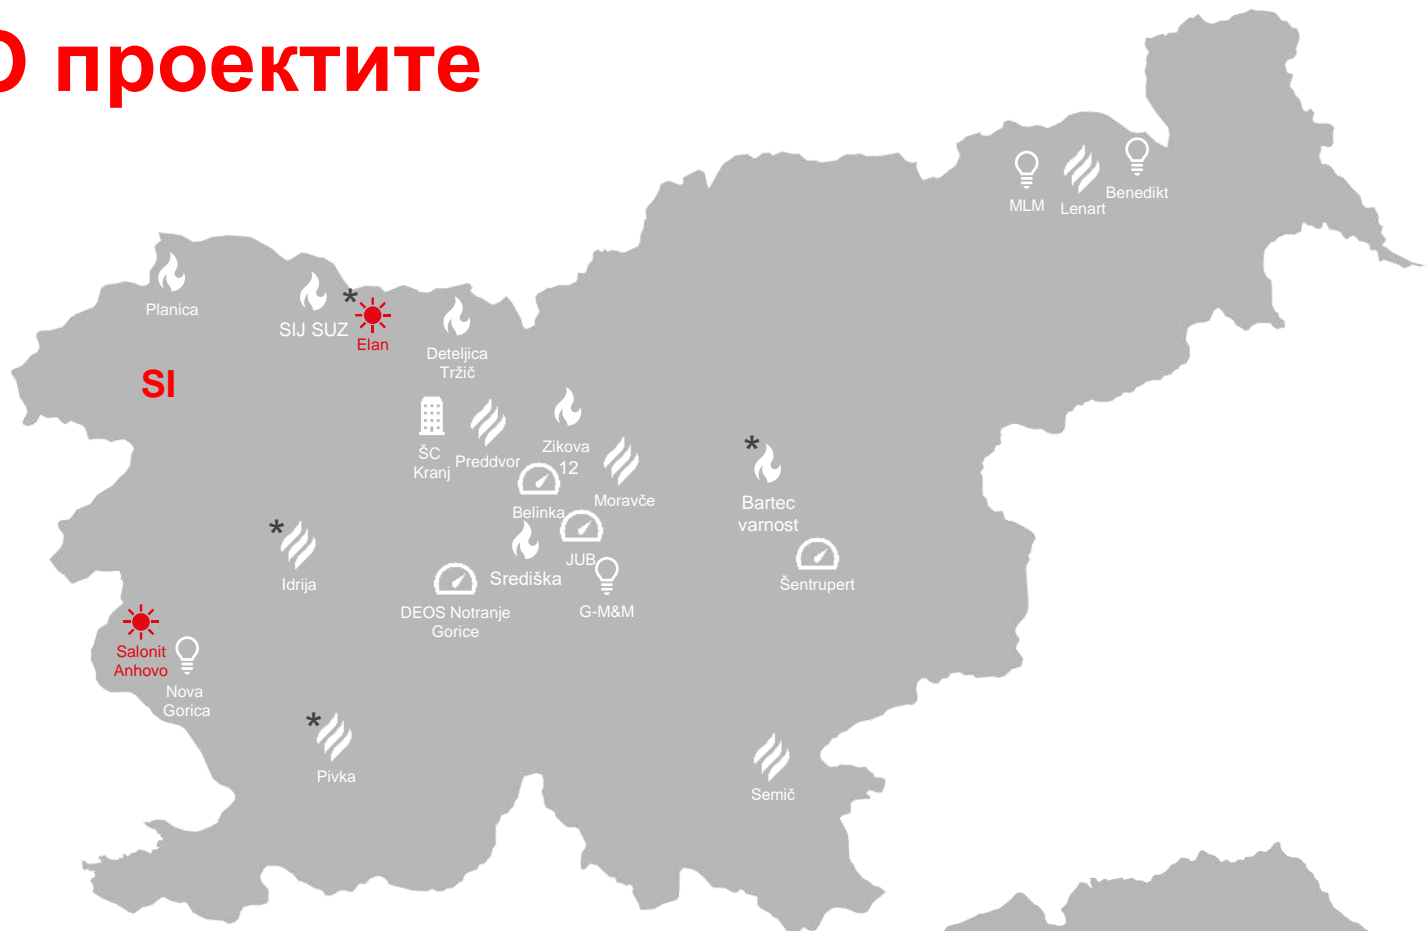 О проектите
MLM
Lenart
Benedikt
Planica
SIJ SUZ
*
Elan
Deteljica
Tržič
SI
ŠC
Kranj
Preddvor
Zikova
12
Moravče
Belinka
*
Bartec
varnost
*
Idrija
JUB
Središka
Šentrupert
DEOS Notranje
Gorice
G-M&M
Salonit
Anhovo
Nova
Gorica
*
Pivka
Semič